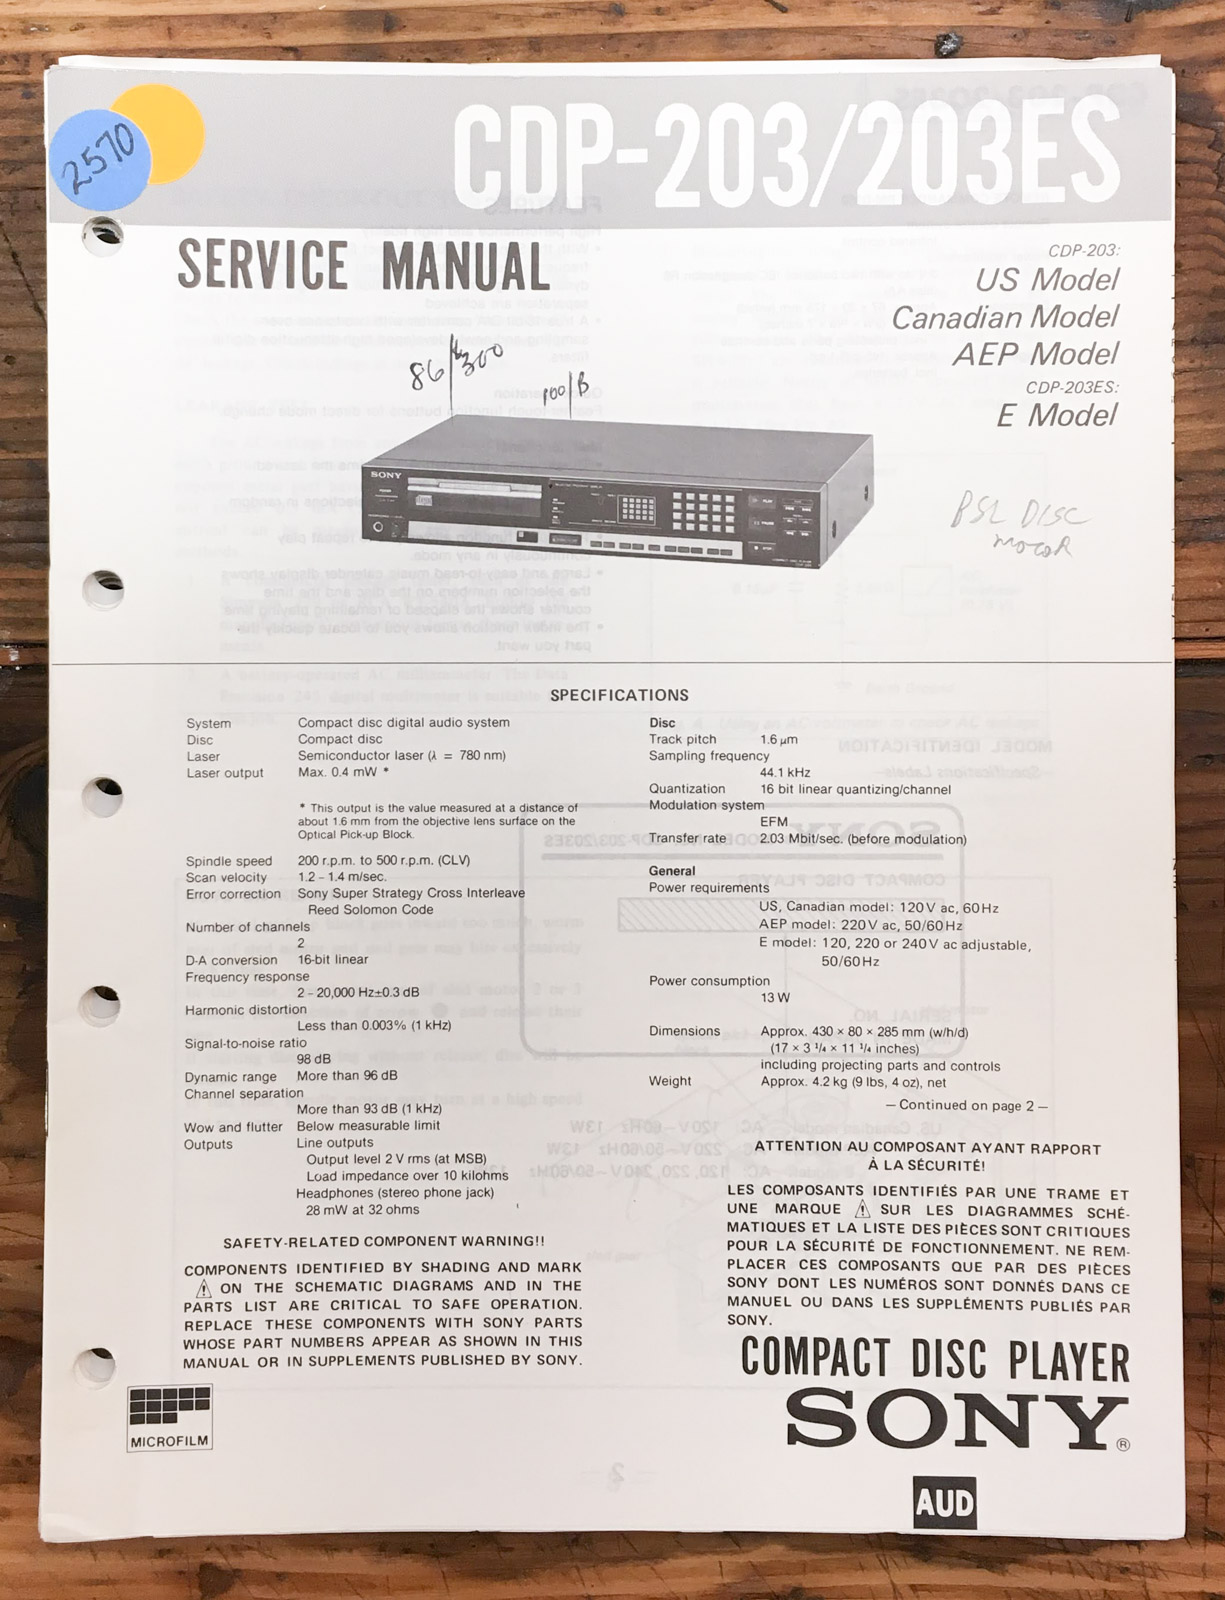 2570
CDP-203/203ES
SERVICE MANUAL
CDP-203:
US Model
Canadian Model
AEP Model
CDP-203ES:
E Model
86 300
100/B
SONY
BSL DISC
MOTOR
SPECIFICATIONS
System Compact disc digital audio system
Disc Compact disc
Laser Semiconductor laser (λ = 780 nm)
Laser output Max. 0.4 mW *
* This output is the value measured at a distance of
about 1.6 mm from the objective lens surface on the
Optical Pick-up Block.
Spindle speed 200 r.p.m. to 500 r.p.m. (CLV)
Scan velocity 1.2 – 1.4 m/sec.
Error correction Sony Super Strategy Cross Interleave
Reed Solomon Code
Number of channels
2
D-A conversion 16-bit linear
Frequency response
2 – 20,000 Hz±0.3 dB
Harmonic distortion
Less than 0.003% (1 kHz)
Signal-to-noise ratio
98 dB
Dynamic range More than 96 dB
Channel separation
More than 93 dB (1 kHz)
Wow and flutter Below measurable limit
Outputs Line outputs
Output level 2 V rms (at MSB)
Load impedance over 10 kilohms
Headphones (stereo phone jack)
28 mW at 32 ohms
SAFETY-RELATED COMPONENT WARNING!!
COMPONENTS IDENTIFIED BY SHADING AND MARK
⚠ ON THE SCHEMATIC DIAGRAMS AND IN THE
PARTS LIST ARE CRITICAL TO SAFE OPERATION.
REPLACE THESE COMPONENTS WITH SONY PARTS
WHOSE PART NUMBERS APPEAR AS SHOWN IN THIS
MANUAL OR IN SUPPLEMENTS PUBLISHED BY SONY.
MICROFILM
Disc
Track pitch 1.6 μm
Sampling frequency
44.1 kHz
Quantization 16 bit linear quantizing/channel
Modulation system
EFM
Transfer rate 2.03 Mbit/sec. (before modulation)
General
Power requirements
US, Canadian model: 120 V ac, 60 Hz
AEP model: 220 V ac, 50/60 Hz
E model: 120, 220 or 240 V ac adjustable,
50/60 Hz
Power consumption
13 W
Dimensions Approx. 430 × 80 × 285 mm (w/h/d)
(17 × 3 1/4 × 11 1/4 inches)
including projecting parts and controls
Weight Approx. 4.2 kg (9 lbs, 4 oz), net
— Continued on page 2 —
ATTENTION AU COMPOSANT AYANT RAPPORT
À LA SÉCURITÉ!
LES COMPOSANTS IDENTIFIÉS PAR UNE TRAME ET
UNE MARQUE ⚠ SUR LES DIAGRAMMES SCHÉ-
MATIQUES ET LA LISTE DES PIÈCES SONT CRITIQUES
POUR LA SÉCURITÉ DE FONCTIONNEMENT. NE REM-
PLACER CES COMPOSANTS QUE PAR DES PIÈCES
SONY DONT LES NUMÉROS SONT DONNÉS DANS CE
MANUEL OU DANS LES SUPPLÉMENTS PUBLIÉS PAR
SONY.
COMPACT DISC PLAYER
SONY®
AUD